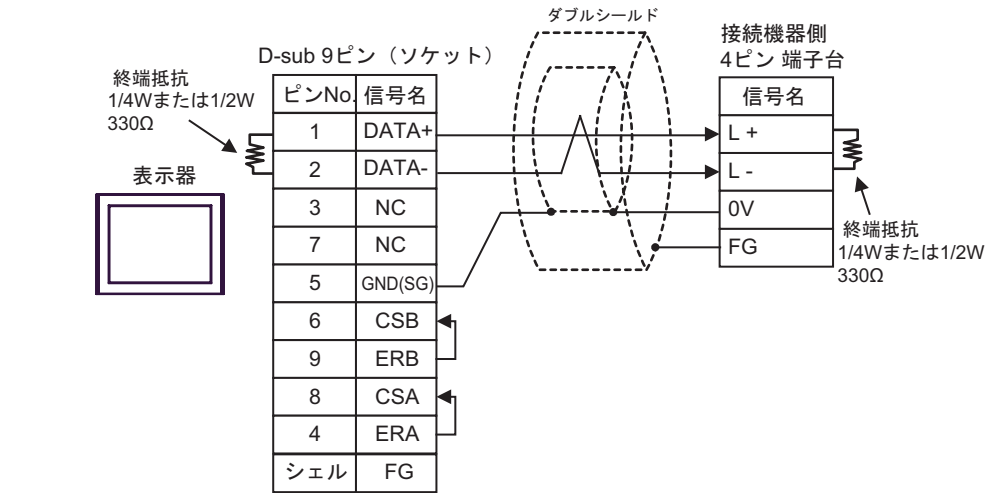 ダブルシールド
接続機器側
4ピン 端子台
D-sub 9ピン（ソケット）
終端抵抗
1/4Wまたは1/2W
330Ω
表示器
ピンNo. 信号名
1 DATA+
2 DATA-
3 NC
7 NC
5 GND(SG)
6 CSB
9 ERB
8 CSA
4 ERA
シェル FG
信号名
L +
L -
0V
FG
終端抵抗
1/4Wまたは1/2W
330Ω